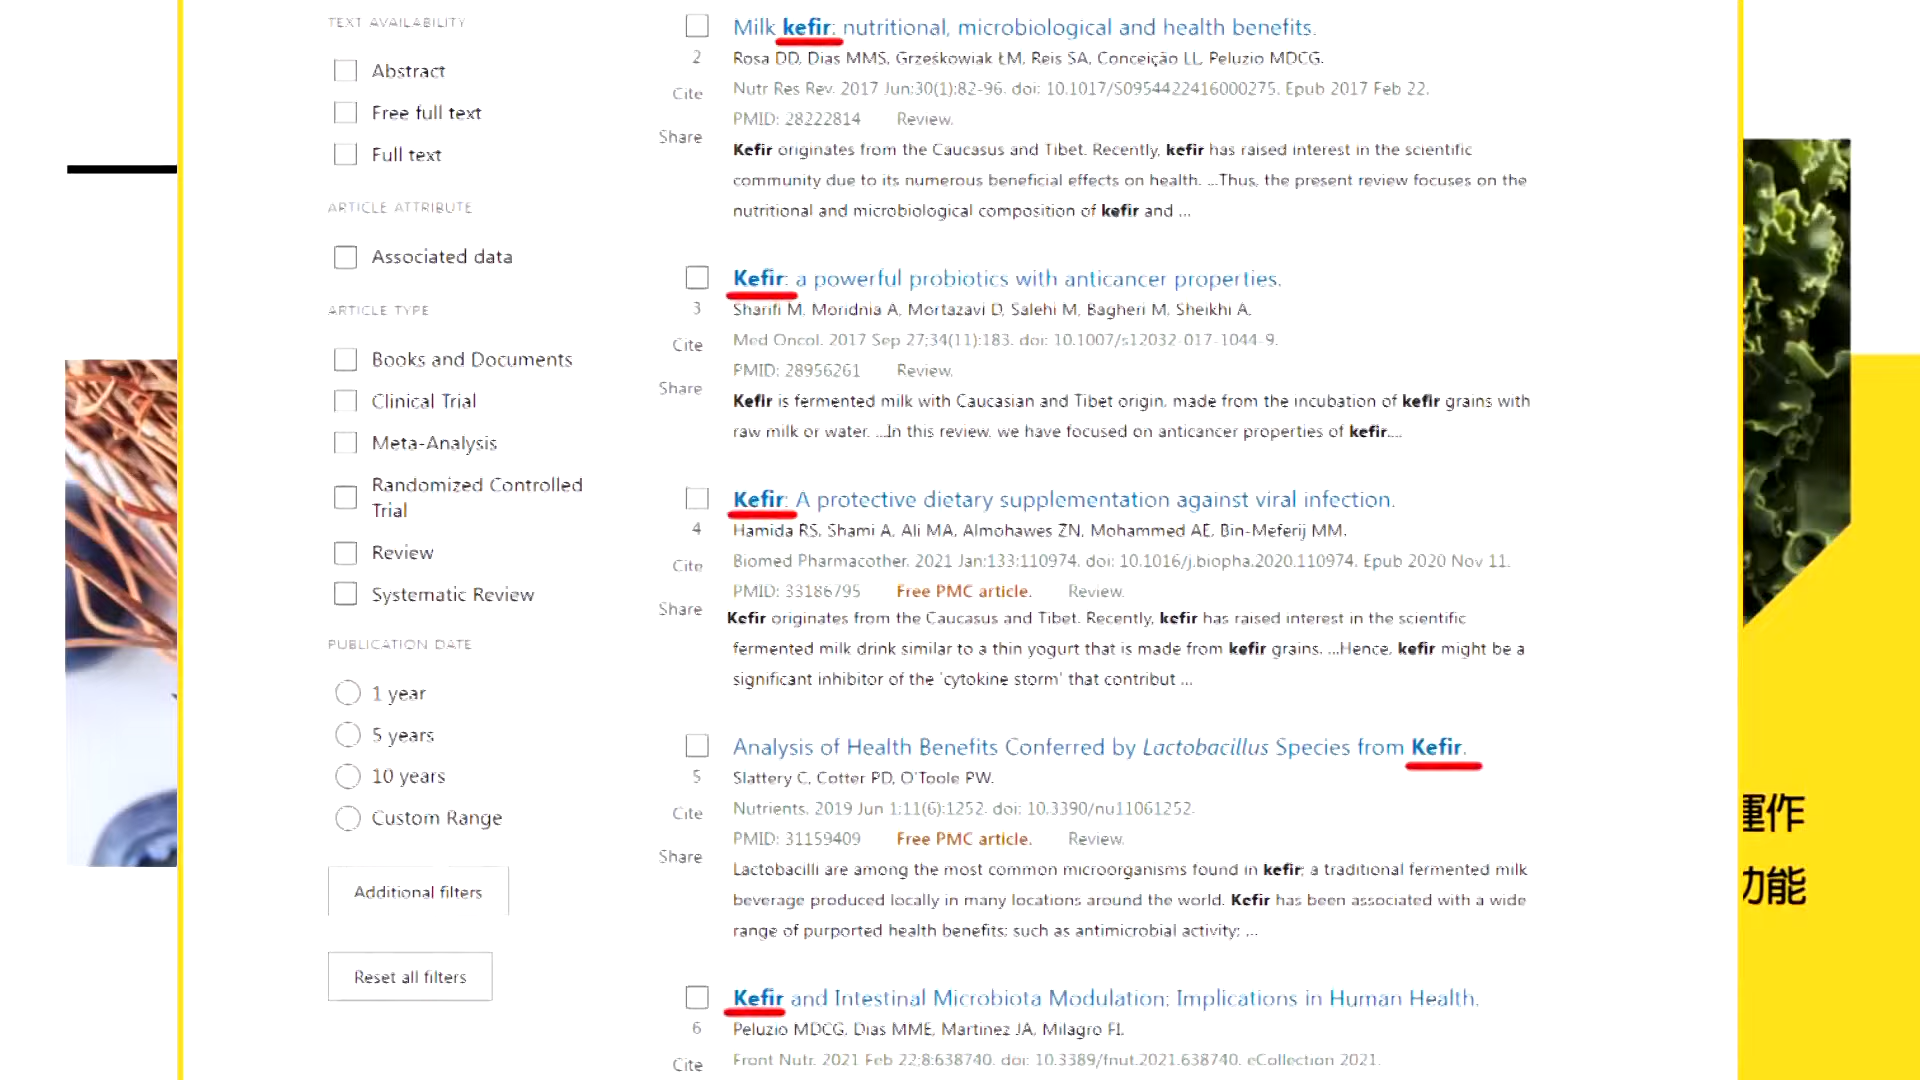 TEXT AVAILABILITY
Abstract
Free full text
Full text
ARTICLE ATTRIBUTE
Associated data
ARTICLE TYPE
Books and Documents
Clinical Trial
Meta-Analysis
Randomized Controlled
Trial
Review
Systematic Review
PUBLICATION DATE
1 year
5 years
10 years
Custom Range
Additional filters
Reset all filters
2
Cite
Share
Milk kefir: nutritional, microbiological and health benefits.
Rosa DD, Dias MMS, Grześkowiak ŁM, Reis SA, Conceição LL, Peluzio MDCG.
Nutr Res Rev. 2017 Jun;30(1):82-96. doi: 10.1017/S0954422416000275. Epub 2017 Feb 22.
PMID: 28222814 Review.
Kefir originates from the Caucasus and Tibet. Recently, kefir has raised interest in the scientific
community due to its numerous beneficial effects on health. ...Thus, the present review focuses on the
nutritional and microbiological composition of kefir and ...
3
Cite
Share
Kefir: a powerful probiotics with anticancer properties.
Sharifi M, Moridnia A, Mortazavi D, Salehi M, Bagheri M, Sheikhi A.
Med Oncol. 2017 Sep 27;34(11):183. doi: 10.1007/s12032-017-1044-9.
PMID: 28956261 Review.
Kefir is fermented milk with Caucasian and Tibet origin, made from the incubation of kefir grains with
raw milk or water. ...In this review, we have focused on anticancer properties of kefir....
4
Cite
Share
Kefir: A protective dietary supplementation against viral infection.
Hamida RS, Shami A, Ali MA, Almohawes ZN, Mohammed AE, Bin-Meferij MM.
Biomed Pharmacother. 2021 Jan;133:110974. doi: 10.1016/j.biopha.2020.110974. Epub 2020 Nov 11.
PMID: 33186795 Free PMC article. Review.
Kefir originates from the Caucasus and Tibet. Recently, kefir has raised interest in the scientific
fermented milk drink similar to a thin yogurt that is made from kefir grains. ...Hence, kefir might be a
significant inhibitor of the 'cytokine storm' that contribut ...
5
Cite
Share
Analysis of Health Benefits Conferred by Lactobacillus Species from Kefir.
Slattery C, Cotter PD, O'Toole PW.
Nutrients. 2019 Jun 1;11(6):1252. doi: 10.3390/nu11061252.
PMID: 31159409 Free PMC article. Review.
Lactobacilli are among the most common microorganisms found in kefir; a traditional fermented milk
beverage produced locally in many locations around the world. Kefir has been associated with a wide
range of purported health benefits; such as antimicrobial activity; ...
6
Cite
Kefir and Intestinal Microbiota Modulation: Implications in Human Health.
Peluzio MDCG, Dias MME, Martinez JA, Milagro FI.
Front Nutr. 2021 Feb 22;8:638740. doi: 10.3389/fnut.2021.638740. eCollection 2021.
運作
功能